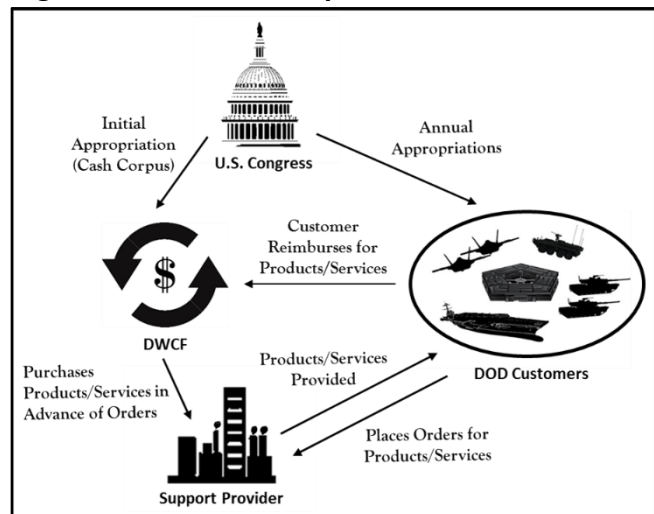 Initial
Appropriation
(Cash Corpus)
U.S. Congress
Annual
Appropriations
Customer
Reimburses for
Products/Services
$
DWCF
DOD Customers
Purchases
Products/Services in
Advance of Orders
Products/Services
Provided
Places Orders for
Products/Services
Support Provider